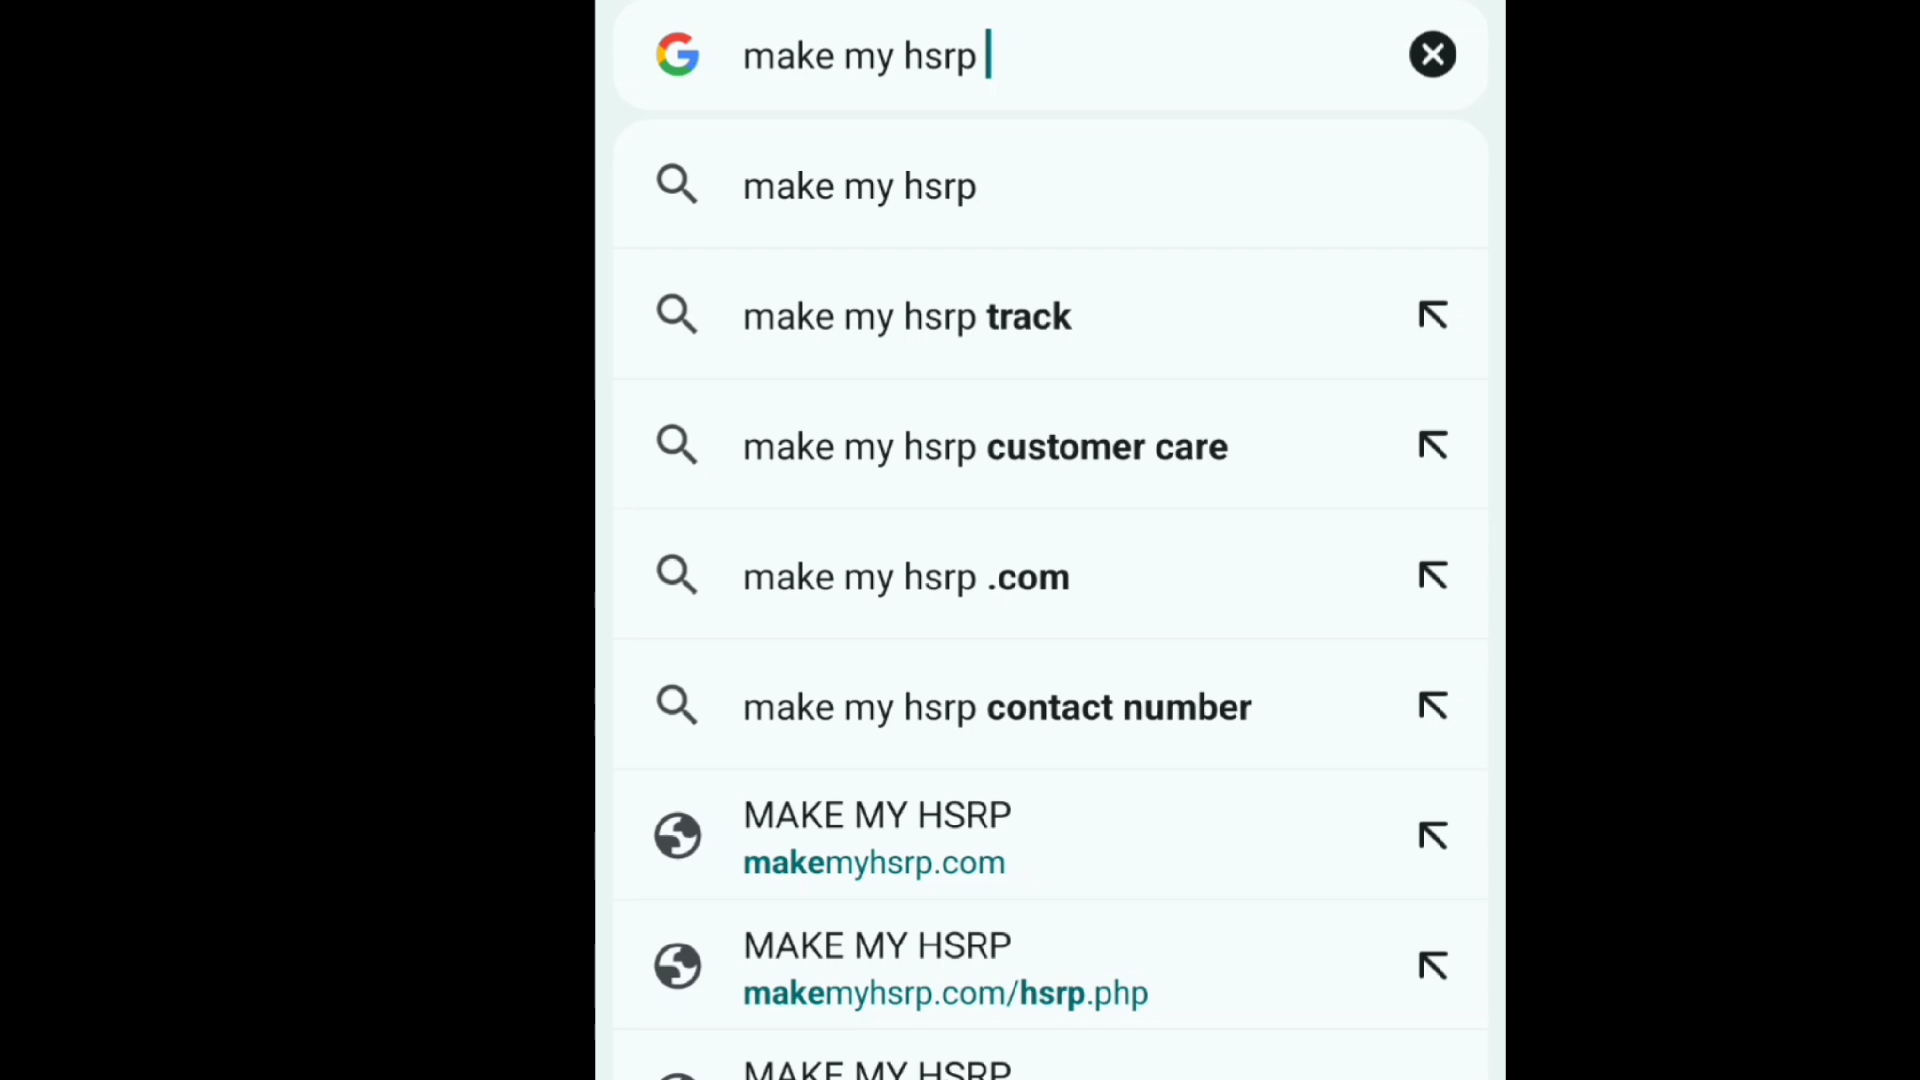 make my hsrp
make my hsrp
make my hsrp track
make my hsrp customer care
make my hsrp .com
make my hsrp contact number
MAKE MY HSRP
makemyhsrp.com
MAKE MY HSRP
makemyhsrp.com/hsrp.php
MAKE MY HSRP